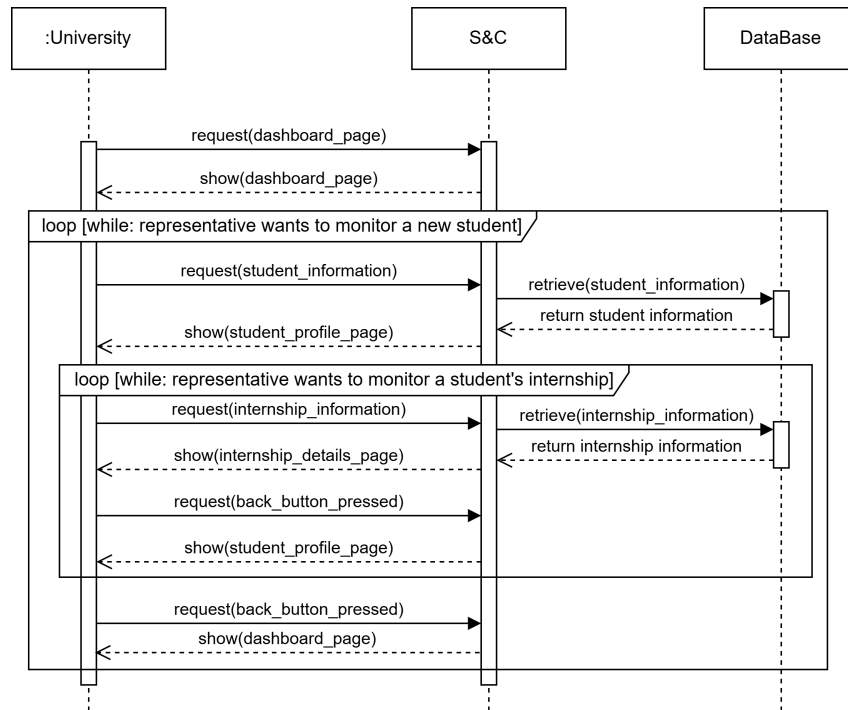 :University
S&C
DataBase
request(dashboard_page)
show(dashboard_page)
loop [while: representative wants to monitor a new student]
request(student_information)
retrieve(student_information)
return student information
show(student_profile_page)
loop [while: representative wants to monitor a student's internship]
request(internship_information)
retrieve(internship_information)
return internship information
show(internship_details_page)
request(back_button_pressed)
show(student_profile_page)
request(back_button_pressed)
show(dashboard_page)